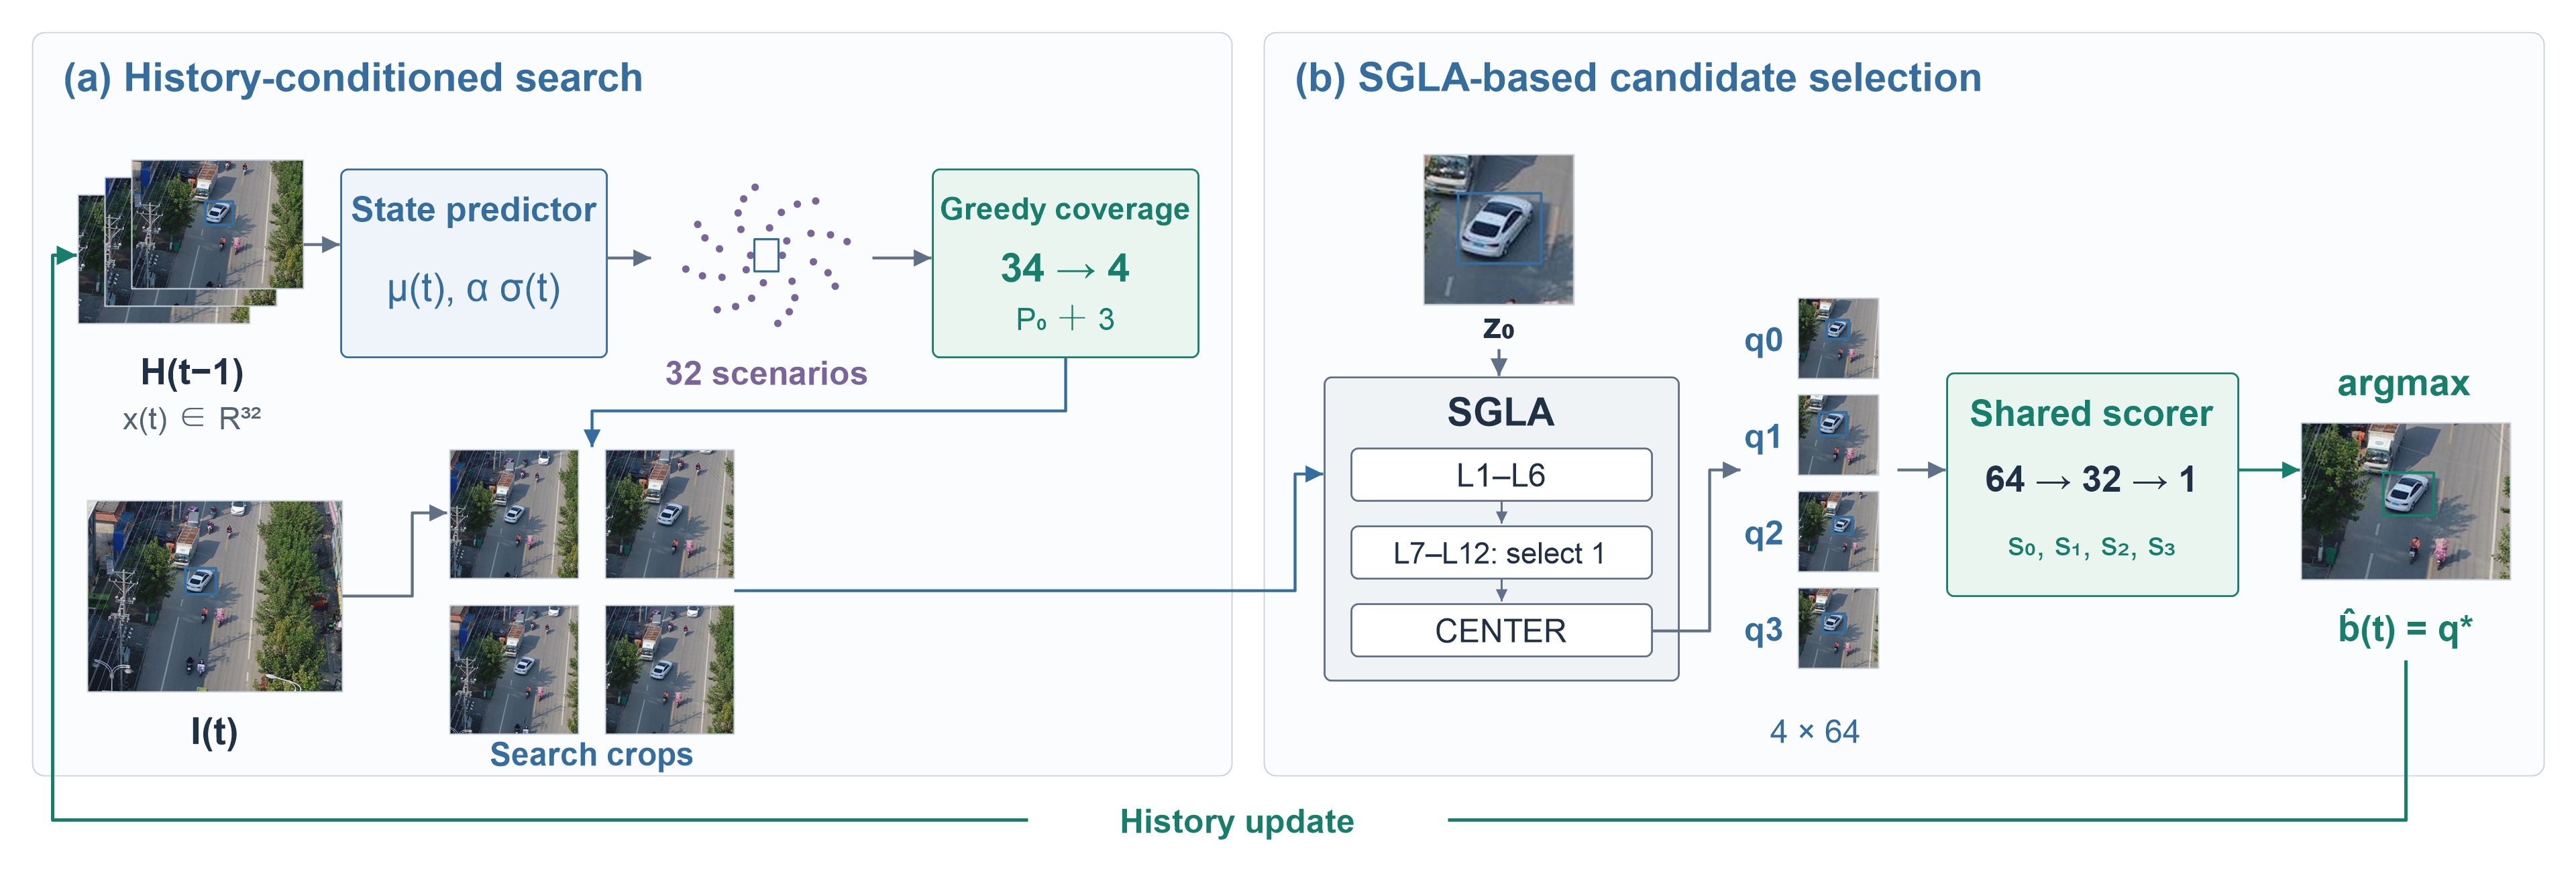 (a) History-conditioned search
H(t−1)
x(t) ∈ R³²
State predictor
μ(t), α σ(t)
32 scenarios
Greedy coverage
34 → 4
P₀ + 3
I(t)
Search crops
(b) SGLA-based candidate selection
z₀
SGLA
L1–L6
L7–L12: select 1
CENTER
q0
q1
q2
q3
4 × 64
Shared scorer
64 → 32 → 1
s₀, s₁, s₂, s₃
argmax
b̂(t) = q*
History update